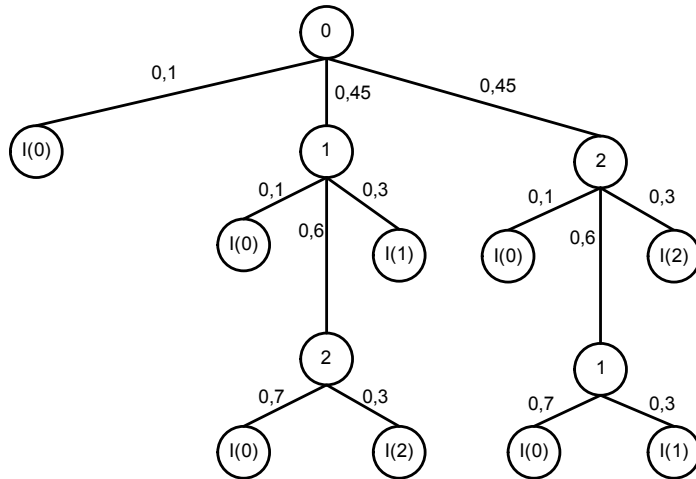 0
0,1
0,45
0,45
I(0)
1
2
0,1
0,3
0,1
0,3
I(0)
0,6
I(1)
I(0)
0,6
I(2)
2
1
0,7
0,3
0,7
0,3
I(0)
I(2)
I(0)
I(1)